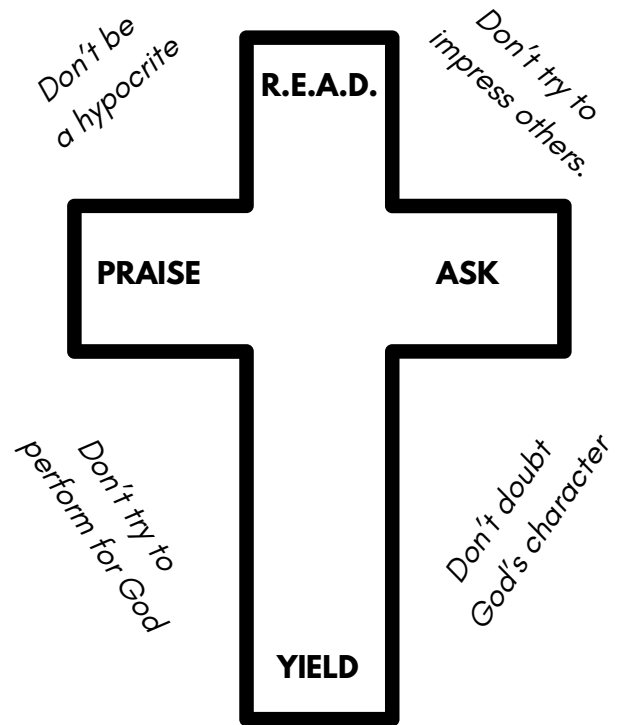 Don't be
a hypocrite
R.E.A.D.
Don't try to
impress others.
PRAISE
ASK
Don't try to
perform for God
Don't doubt
God's character
YIELD